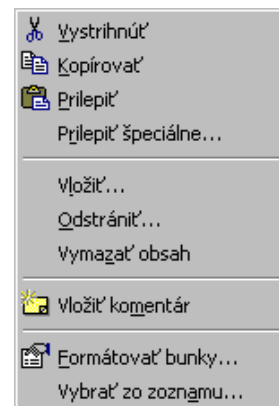 Vystrihnúť
Kopírovať
Prilepiť
Prilepiť špeciálne...
Vložiť...
Odstrániť...
Vymazať obsah
Vložiť komentár
Formátovať bunky...
Vybrať zo zoznamu...